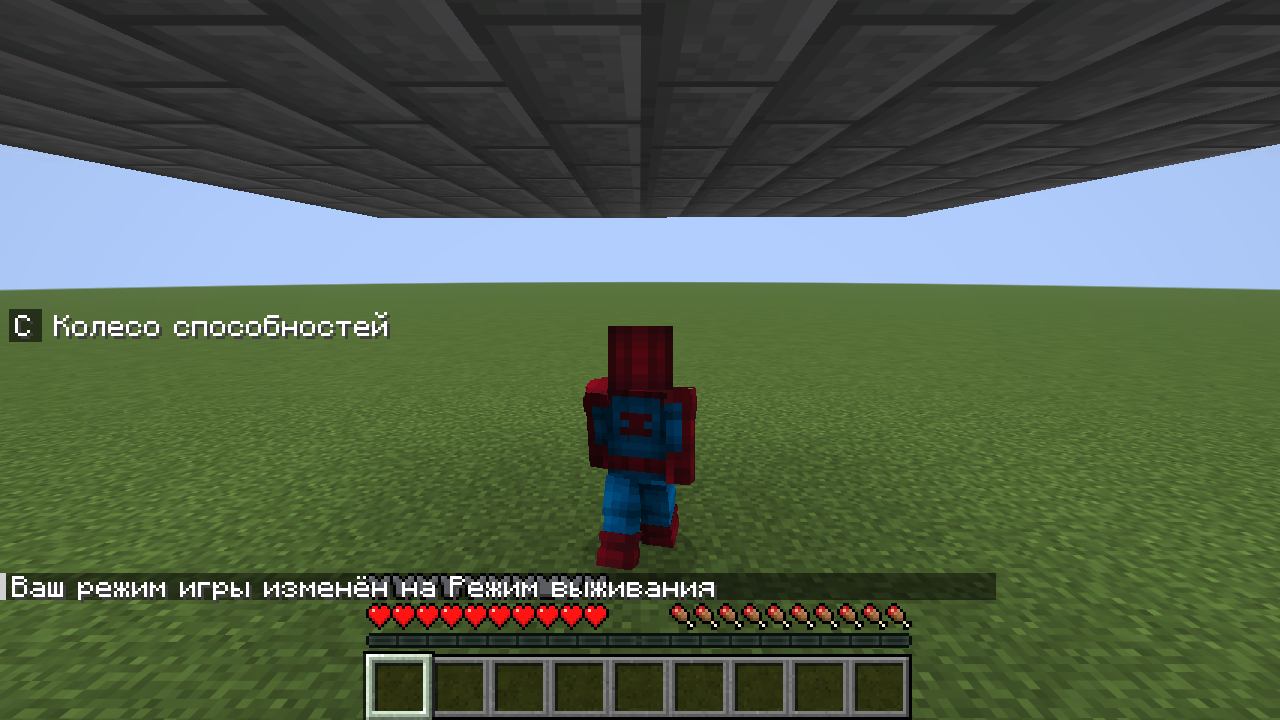 C Колесо способностей
Ваш режим игры изменён на Режим выживания